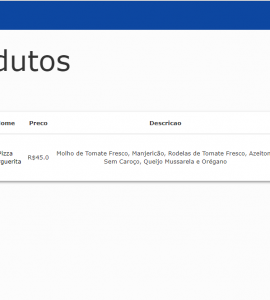 dutos
ome Preco Descricao
Pizza
rguerita
R$45.0
Molho de Tomate Fresco, Manjericão, Rodelas de Tomate Fresco, Azeiton
Sem Caroço, Queijo Mussarela e Orégano